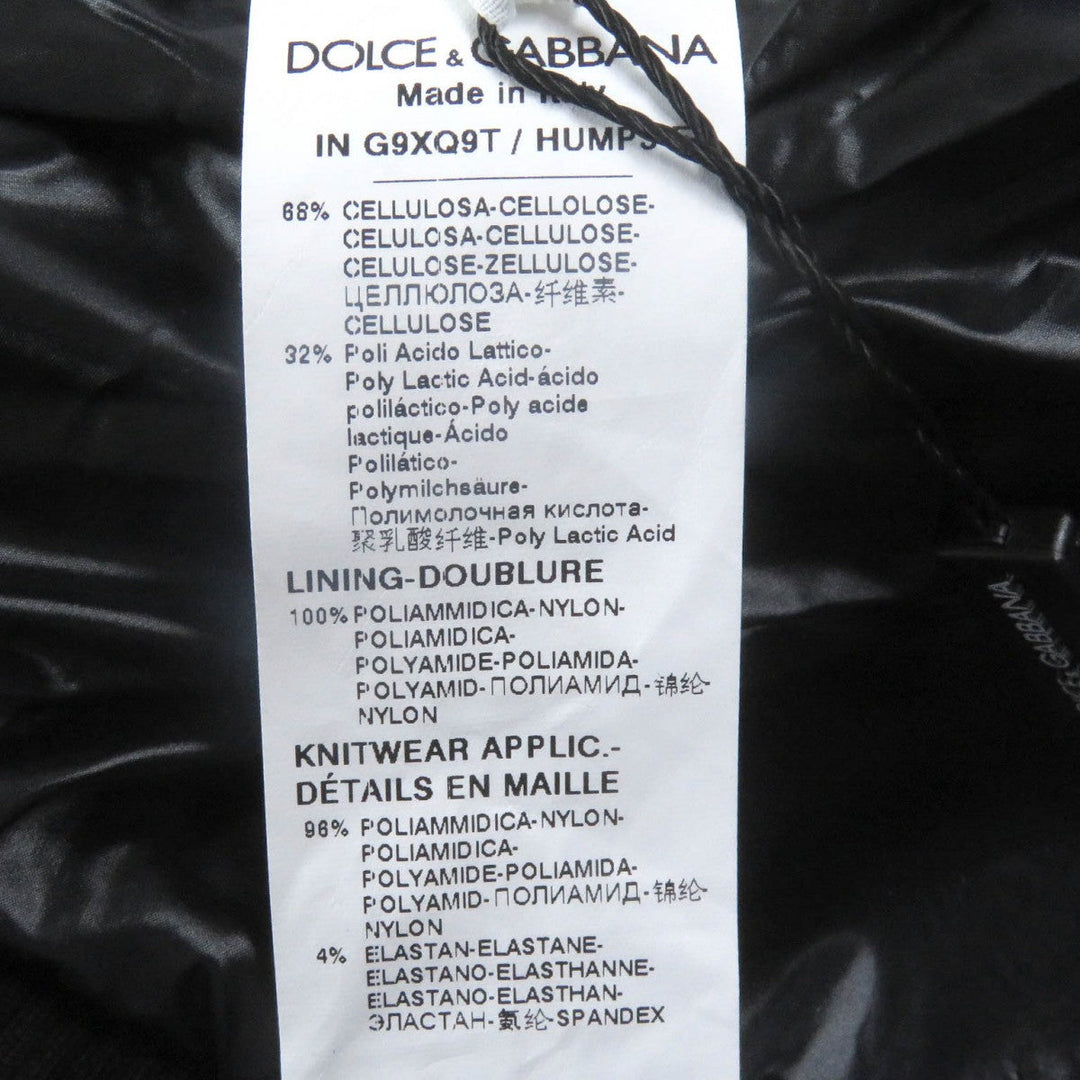 DOLCE & GABBANA
Made in Italy
IN G9XQ9T / HUMPS
68% CELLULOSA-CELLOLOSE-
CELULOSA-CELLULOSE-
CELULOSE-ZELLULOSE-
ЦЕЛЛЮЛОЗА-纤维素-
CELLULOSE
32% Poli Acido Lattico-
Poly Lactic Acid-ácido
poliláctico-Poly acide
lactique-Ácido
Polilático-
Polymilchsäure-
Полимолочная кислота-
聚乳酸纤维-Poly Lactic Acid
LINING-DOUBLURE
100% POLIAMMIDICA-NYLON-
POLIAMIDICA-
POLYAMIDE-POLIAMIDA-
POLYAMID-ПОЛИАМИД-锦纶-
NYLON
KNITWEAR APPLIC.-
DÉTAILS EN MAILLE
96% POLIAMMIDICA-NYLON-
POLIAMIDICA-
POLYAMIDE-POLIAMIDA-
POLYAMID-ПОЛИАМИД-锦纶-
NYLON
4% ELASTAN-ELASTANE-
ELASTANO-ELASTHANNE-
ELASTANO-ELASTHAN-
ЭЛАСТАН-氨纶-SPANDEX
GABBANA